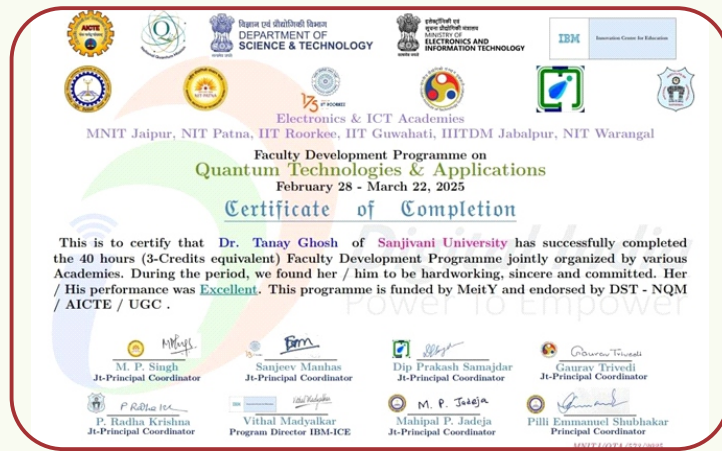 AICTE
विज्ञान एवं प्रौद्योगिकी विभाग
DEPARTMENT OF
SCIENCE & TECHNOLOGY
इलेक्ट्रॉनिकी एवं
सूचना प्रौद्योगिकी मंत्रालय
MINISTRY OF
ELECTRONICS AND
INFORMATION TECHNOLOGY
IBM
Innovation Centre for Education
Electronics & ICT Academies
MNIT Jaipur, NIT Patna, IIT Roorkee, IIT Guwahati, IIITDM Jabalpur, NIT Warangal
Faculty Development Programme on
Quantum Technologies & Applications
February 28 - March 22, 2025
Certificate of Completion
This is to certify that Dr. Tanay Ghosh of Sanjivani University has successfully completed
the 40 hours (3-Credits equivalent) Faculty Development Programme jointly organized by various
Academies. During the period, we found her / him to be hardworking, sincere and committed. Her
/ His performance was Excellent. This programme is funded by MeitY and endorsed by DST - NQM
/ AICTE / UGC .
Power To Empower
M. P. Singh
Jt-Principal Coordinator
Sanjeev Manhas
Jt-Principal Coordinator
Dip Prakash Samajdar
Jt-Principal Coordinator
Gaurav Trivedi
Gaurav Trivedi
Jt-Principal Coordinator
P. Radha Krishna
Jt-Principal Coordinator
Vithal Madyalkar
Program Director IBM-ICE
M. P. Jadeja
Mahipal P. Jadeja
Jt-Principal Coordinator
Pilli Emmanuel Shubhakar
Principal Coordinator